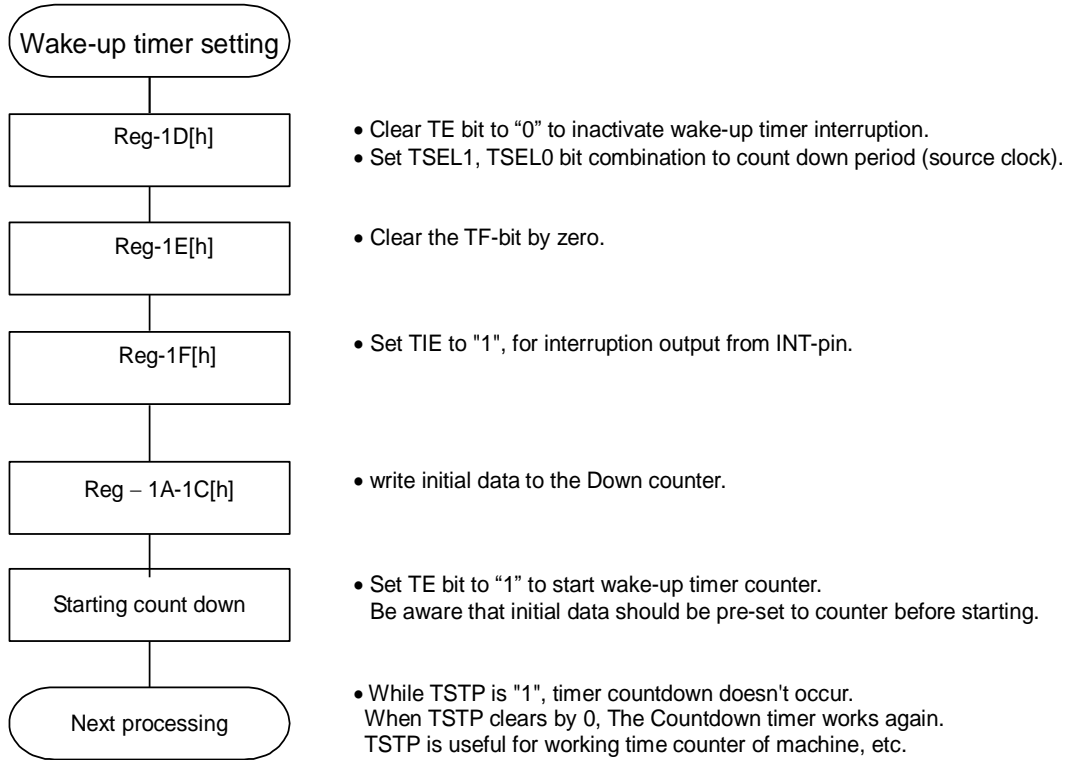 Wake-up timer setting
Reg-1D[h]
• Clear TE bit to “0” to inactivate wake-up timer interruption.
• Set TSEL1, TSEL0 bit combination to count down period (source clock).
Reg-1E[h]
• Clear the TF-bit by zero.
Reg-1F[h]
• Set TIE to "1", for interruption output from INT-pin.
Reg – 1A-1C[h]
• write initial data to the Down counter.
Starting count down
• Set TE bit to “1” to start wake-up timer counter.
Be aware that initial data should be pre-set to counter before starting.
Next processing
• While TSTP is "1", timer countdown doesn't occur.
When TSTP clears by 0, The Countdown timer works again.
TSTP is useful for working time counter of machine, etc.